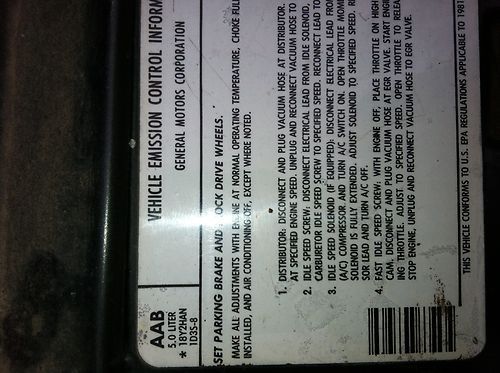 AAB
5.0 LITER
* 18Y2HAN
1D3S-8
VEHICLE EMISSION CONTROL INFORM
GENERAL MOTORS CORPORATION
SET PARKING BRAKE AND BLOCK DRIVE WHEELS.
MAKE ALL ADJUSTMENTS WITH ENGINE AT NORMAL OPERATING TEMPERATURE, CHOKE FULL
INSTALLED, AND AIR CONDITIONING OFF, EXCEPT WHERE NOTED.
1. DISTRIBUTOR: DISCONNECT AND PLUG VACUUM HOSE AT DISTRIBUTOR.
AT SPECIFIED ENGINE SPEED. UNPLUG AND RECONNECT VACUUM HOSE TO
2. IDLE SPEED SCREW: DISCONNECT ELECTRICAL LEAD FROM IDLE SOLENOID,
CARBURETOR IDLE SPEED SCREW TO SPECIFIED SPEED. RECONNECT LEAD TO
3. IDLE SPEED SOLENOID (IF EQUIPPED): DISCONNECT ELECTRICAL LEAD FROM
(A/C) COMPRESSOR AND TURN A/C SWITCH ON. OPEN THROTTLE MOM
SOLENOID IS FULLY EXTENDED. ADJUST SOLENOID TO SPECIFIED SPEED. R
SOR LEAD AND TURN A/C OFF.
4. FAST IDLE SPEED SCREW: WITH ENGINE OFF, PLACE THROTTLE ON HIGH
CAM. DISCONNECT AND PLUG VACUUM HOSE AT EGR VALVE. START ENGIN
ING THROTTLE. ADJUST TO SPECIFIED SPEED. OPEN THROTTLE TO RELEA
STOP ENGINE, UNPLUG AND RECONNECT VACUUM HOSE TO EGR VALVE.
THIS VEHICLE CONFORMS TO U.S. EPA REGULATIONS APPLICABLE TO 1981